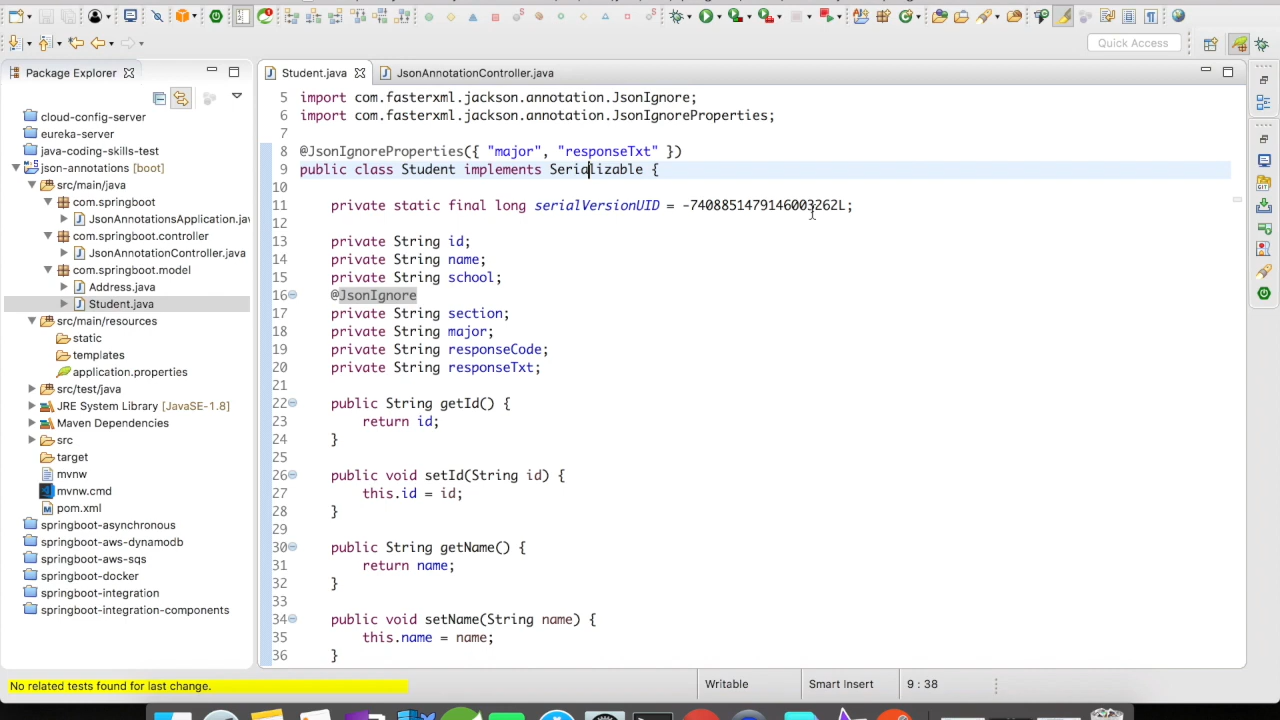 Quick Access
Package Explorer
cloud-config-server
eureka-server
java-coding-skills-test
json-annotations [boot]
src/main/java
com.springboot
JsonAnnotationsApplication.jav
com.springboot.controller
JsonAnnotationController.java
com.springboot.model
Address.java
Student.java
src/main/resources
static
templates
application.properties
src/test/java
JRE System Library [JavaSE-1.8]
Maven Dependencies
src
target
mvnw
mvnw.cmd
pom.xml
springboot-asynchronous
springboot-aws-dynamodb
springboot-aws-sqs
springboot-docker
springboot-integration
springboot-integration-components
Student.java JsonAnnotationController.java
5 import com.fasterxml.jackson.annotation.JsonIgnore;
6 import com.fasterxml.jackson.annotation.JsonIgnoreProperties;
7
8 @JsonIgnoreProperties({ "major", "responseTxt" })
9 public class Student implements Serializable {
10
11 private static final long serialVersionUID = -7408851479146003262L;
12
13 private String id;
14 private String name;
15 private String school;
16 @JsonIgnore
17 private String section;
18 private String major;
19 private String responseCode;
20 private String responseTxt;
21
22 public String getId() {
23 return id;
24 }
25
26 public void setId(String id) {
27 this.id = id;
28 }
29
30 public String getName() {
31 return name;
32 }
33
34 public void setName(String name) {
35 this.name = name;
36 }
No related tests found for last change.
Writable Smart Insert 9 : 38